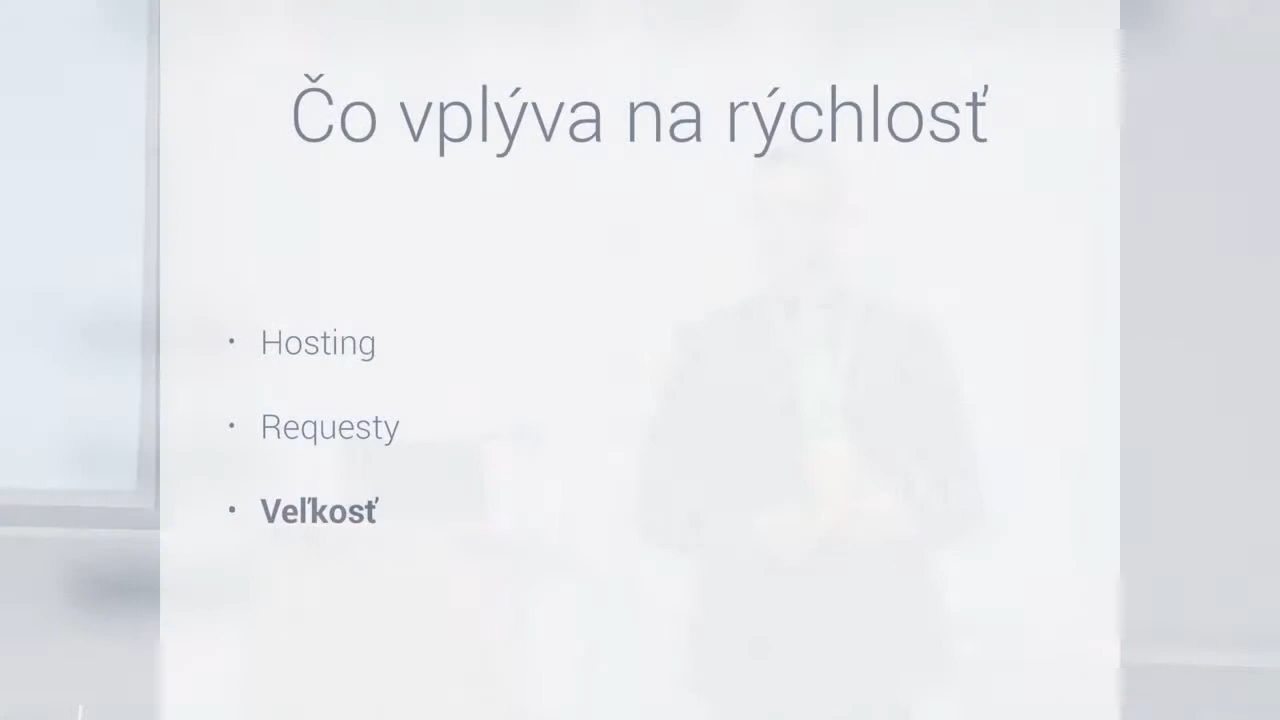 Čo vplýva na rýchlosť
• Hosting
• Requesty
• Veľkosť